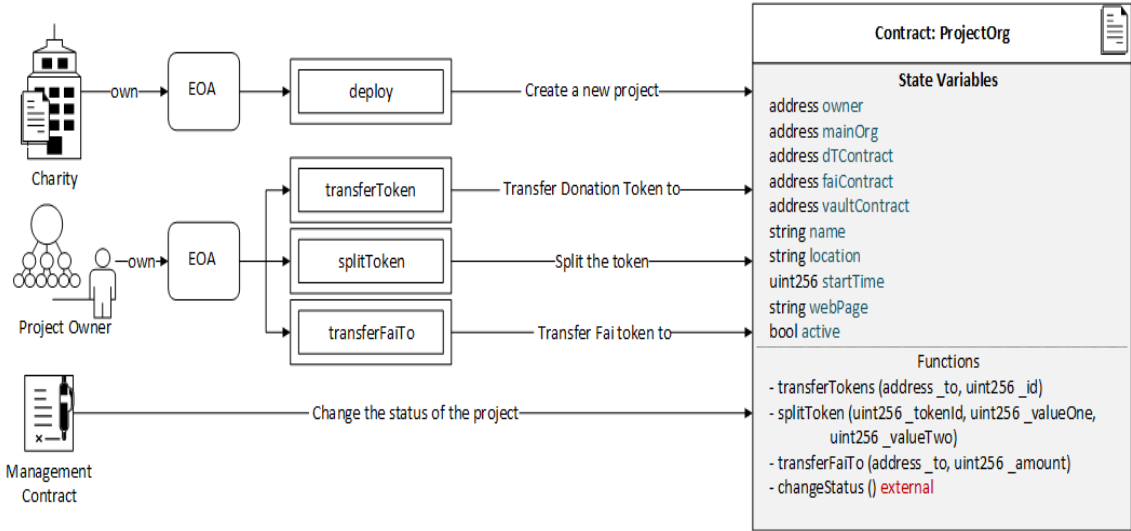 Charity
own
EOA
deploy
Create a new project
Project Owner
own
EOA
transferToken
Transfer Donation Token to
splitToken
Split the token
transferFaiTo
Transfer Fai token to
Management
Contract
Change the status of the project
Contract: ProjectOrg
State Variables
address owner
address mainOrg
address dTContract
address faiContract
address vaultContract
string name
string location
uint256 startTime
string webPage
bool active
Functions
- transferTokens (address _to, uint256 _id)
- splitToken (uint256 _tokenId, uint256 _valueOne,
uint256 _valueTwo)
- transferFaiTo (address _to, uint256 _amount)
- changeStatus () external